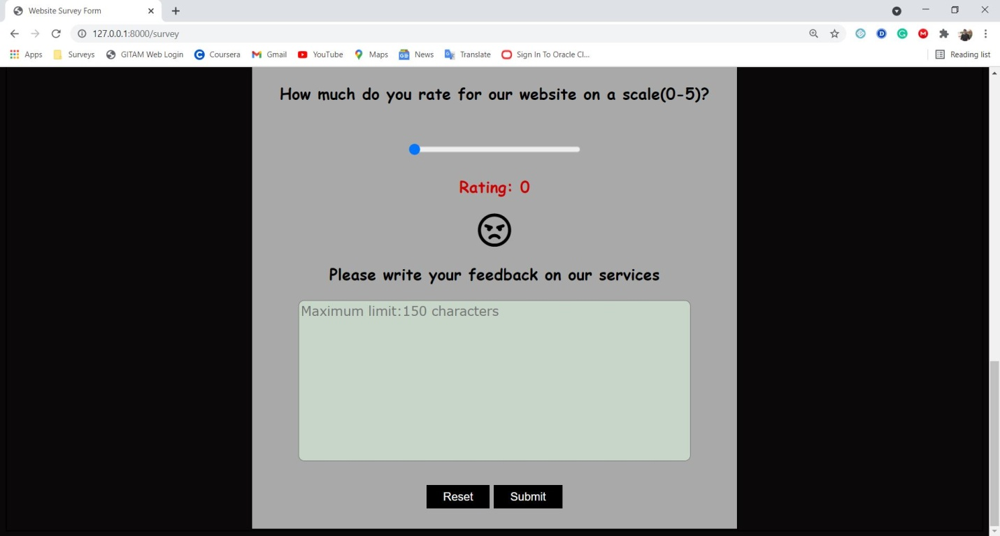 Website Survey Form
127.0.0.1:8000/survey
Apps Surveys GITAM Web Login Coursera Gmail YouTube Maps News Translate Sign In To Oracle Cl... Reading list
How much do you rate for our website on a scale(0-5)?
Rating: 0
Please write your feedback on our services
Maximum limit:150 characters
Reset Submit